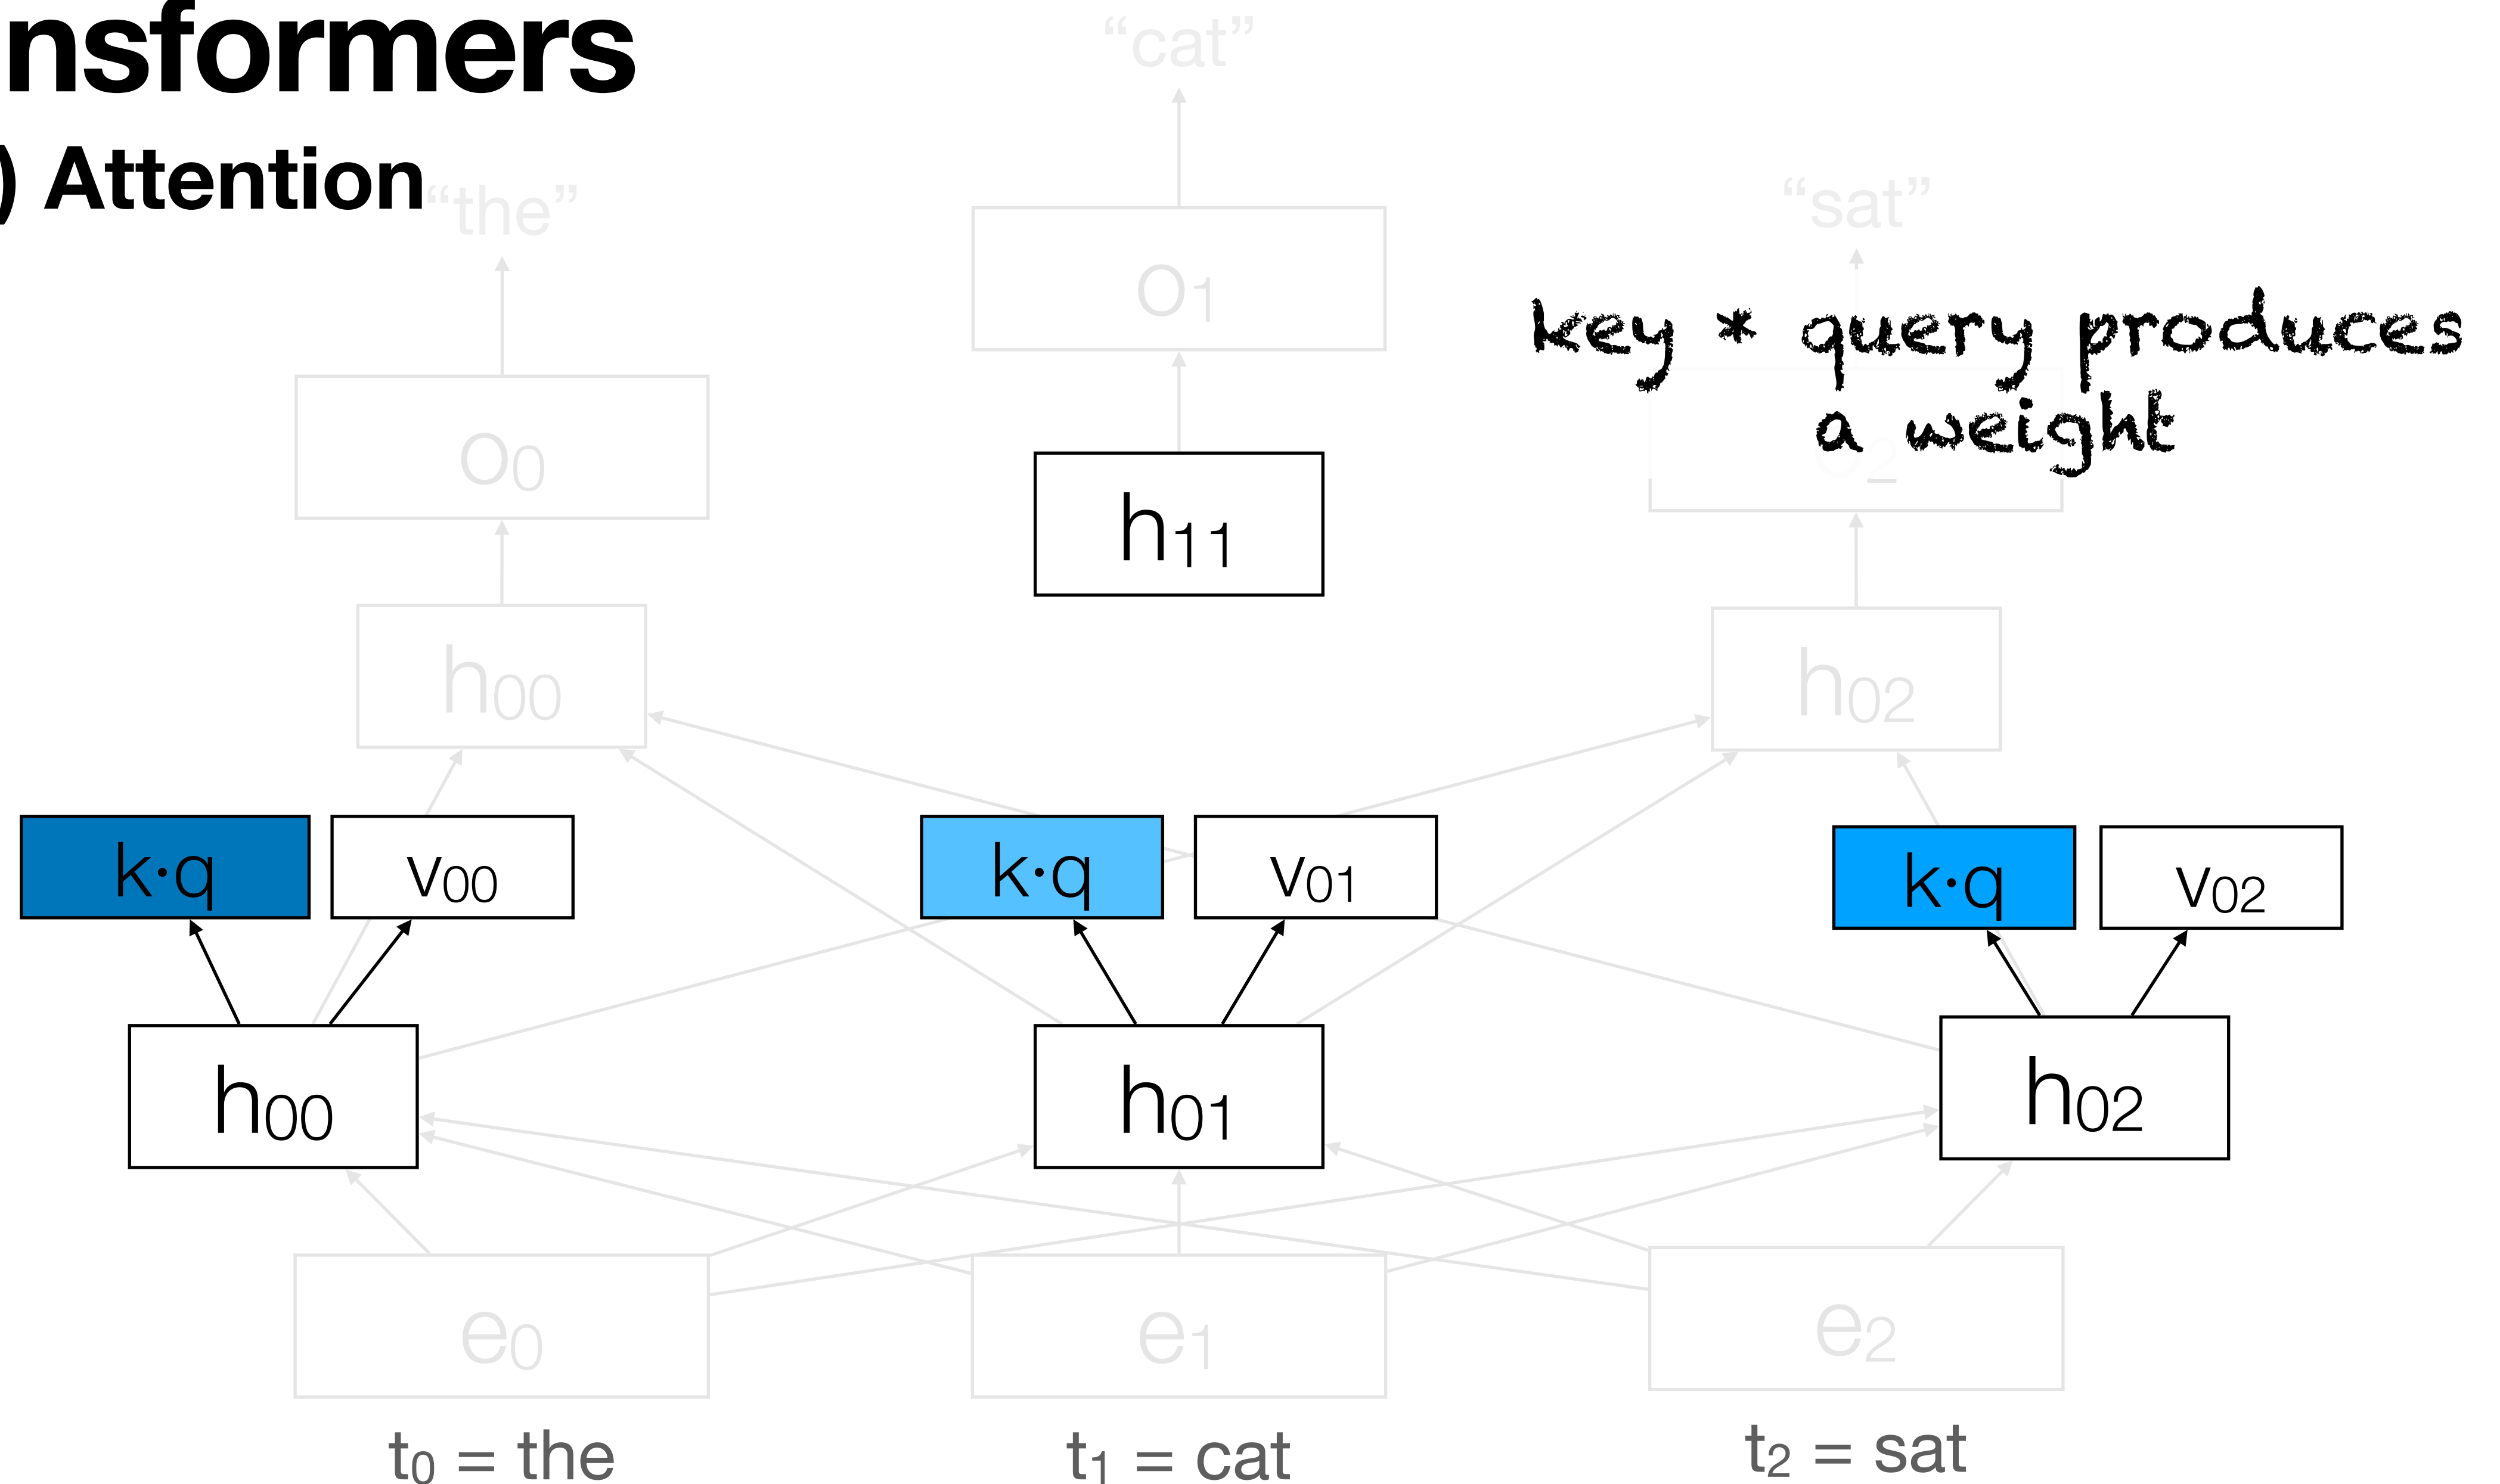 nsformers
) Attention
“cat”
“the”
“sat”
o1
key * query produces
a weight
o0
h11
h00
h02
k·q
v00
k·q
v01
k·q
v02
h00
h01
h02
e0
e1
e2
t0 = the
t1 = cat
t2 = sat